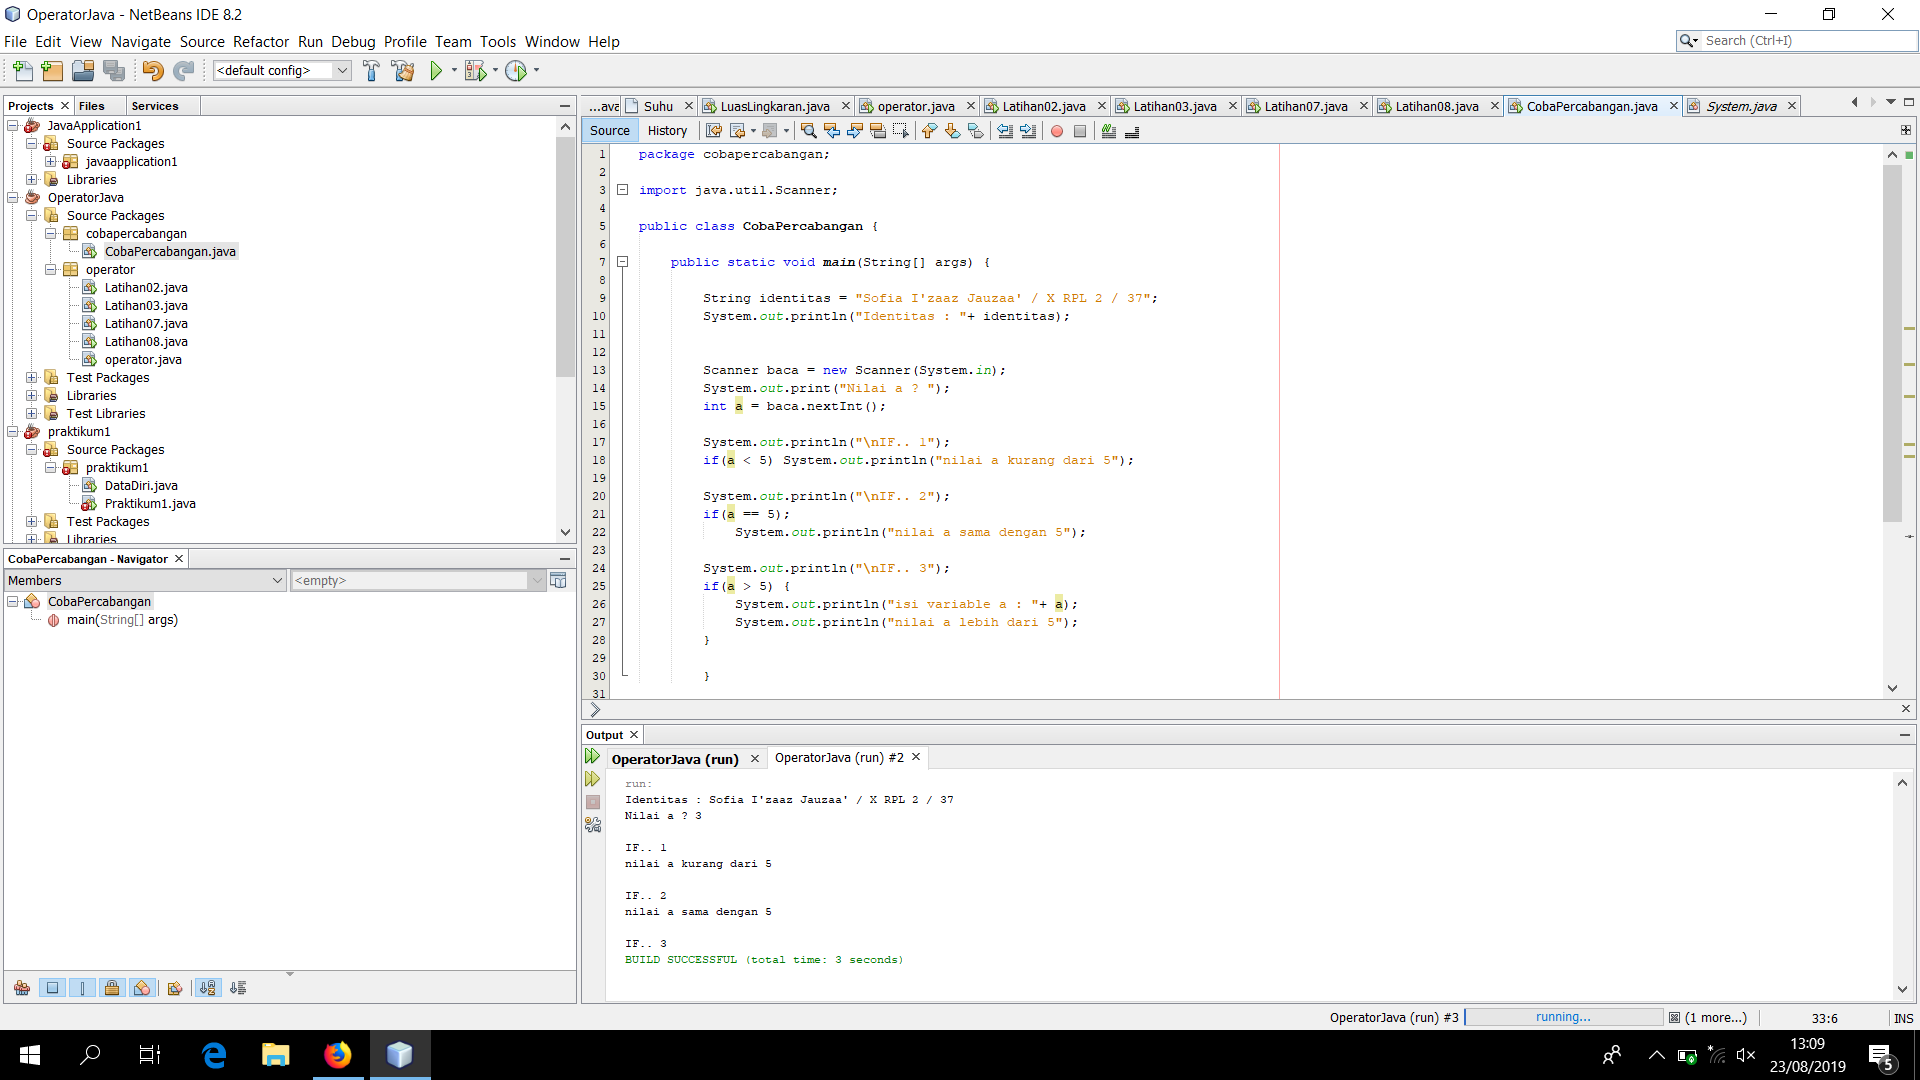 OperatorJava - NetBeans IDE 8.2
File Edit View Navigate Source Refactor Run Debug Profile Team Tools Window Help
Search (Ctrl+I)
<default config>
Projects Files Services
JavaApplication1
Source Packages
javaapplication1
Libraries
OperatorJava
Source Packages
cobapercabangan
CobaPercabangan.java
operator
Latihan02.java
Latihan03.java
Latihan07.java
Latihan08.java
operator.java
Test Packages
Libraries
Test Libraries
praktikum1
Source Packages
praktikum1
DataDiri.java
Praktikum1.java
Test Packages
Libraries
CobaPercabangan - Navigator
Members <empty>
CobaPercabangan
main(String[] args)
...ava Suhu LuasLingkaran.java operator.java Latihan02.java Latihan03.java Latihan07.java Latihan08.java CobaPercabangan.java System.java
Source History
1 package cobapercabangan;
2
3 import java.util.Scanner;
4
5 public class CobaPercabangan {
6
7 public static void main(String[] args) {
8
9 String identitas = "Sofia I'zaaz Jauzaa' / X RPL 2 / 37";
10 System.out.println("Identitas : "+ identitas);
11
12
13 Scanner baca = new Scanner(System.in);
14 System.out.print("Nilai a ? ");
15 int a = baca.nextInt();
16
17 System.out.println("\nIF.. 1");
18 if(a < 5) System.out.println("nilai a kurang dari 5");
19
20 System.out.println("\nIF.. 2");
21 if(a == 5);
22 System.out.println("nilai a sama dengan 5");
23
24 System.out.println("\nIF.. 3");
25 if(a > 5) {
26 System.out.println("isi variable a : "+ a);
27 System.out.println("nilai a lebih dari 5");
28 }
29
30 }
31
Output
OperatorJava (run) OperatorJava (run) #2
run:
Identitas : Sofia I'zaaz Jauzaa' / X RPL 2 / 37
Nilai a ? 3
IF.. 1
nilai a kurang dari 5
IF.. 2
nilai a sama dengan 5
IF.. 3
BUILD SUCCESSFUL (total time: 3 seconds)
OperatorJava (run) #3 running... (1 more...) 33:6 INS
13:09
23/08/2019
5